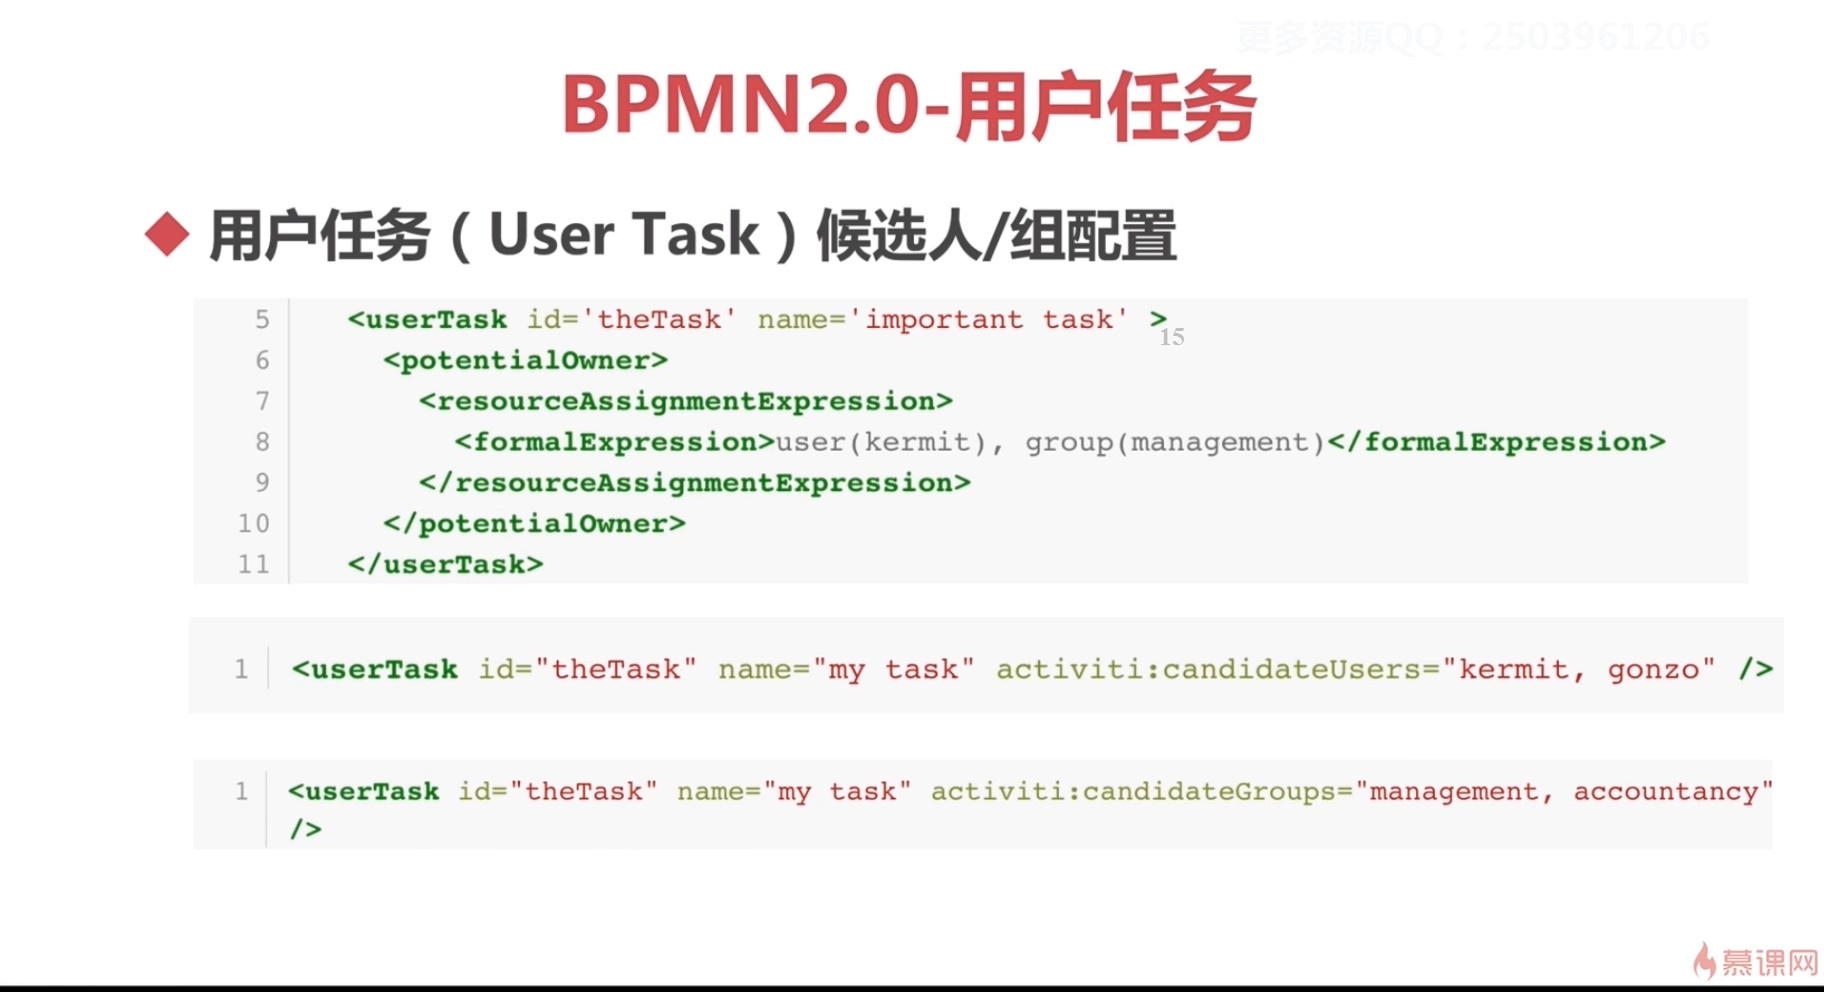 更多资源QQ：2503961206
BPMN2.0-用户任务
用户任务（User Task）候选人/组配置
5 <userTask id='theTask' name='important task' >
15
6 <potentialOwner>
7 <resourceAssignmentExpression>
8 <formalExpression>user(kermit), group(management)</formalExpression>
9 </resourceAssignmentExpression>
10 </potentialOwner>
11 </userTask>
1 <userTask id="theTask" name="my task" activiti:candidateUsers="kermit, gonzo" />
1 <userTask id="theTask" name="my task" activiti:candidateGroups="management, accountancy"
/>
慕课网